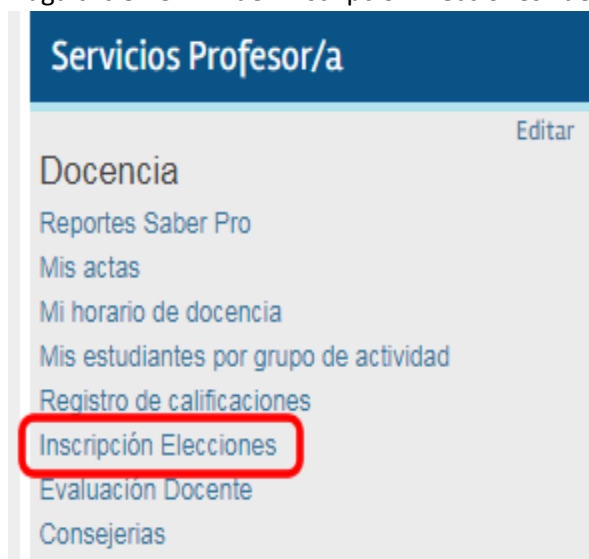 Servicios Profesor/a
Editar
Docencia
Reportes Saber Pro
Mis actas
Mi horario de docencia
Mis estudiantes por grupo de actividad
Registro de calificaciones
Inscripción Elecciones
Evaluación Docente
Consejerias